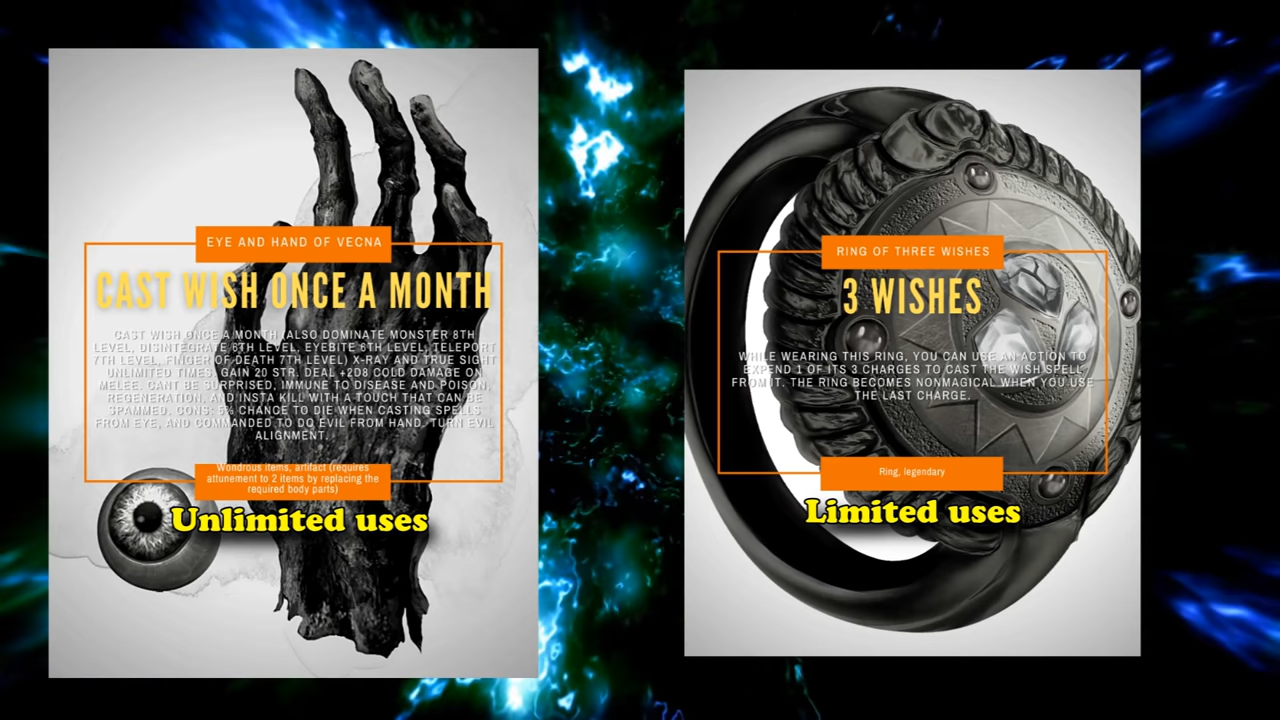 EYE AND HAND OF VECNA
CAST WISH ONCE A MONTH
CAST WISH ONCE A MONTH (ALSO DOMINATE MONSTER 8TH
LEVEL, DISINTEGRATE 6TH LEVEL, EYEBITE 6TH LEVEL, TELEPORT
7TH LEVEL, FINGER OF DEATH 7TH LEVEL) X-RAY AND TRUE SIGHT
UNLIMITED TIMES. GAIN 20 STR. DEAL +2D8 COLD DAMAGE ON
MELEE. CANT BE SURPRISED, IMMUNE TO DISEASE AND POISON,
REGENERATION, AND INSTA KILL WITH A TOUCH THAT CAN BE
SPAMMED. CONS: 5% CHANCE TO DIE WHEN CASTING SPELLS
FROM EYE, AND COMMANDED TO DO EVIL FROM HAND. TURN EVIL
ALIGNMENT.
Wondrous items, artifact (requires
attunement to 2 items by replacing the
required body parts)
Unlimited uses
RING OF THREE WISHES
3 WISHES
WHILE WEARING THIS RING, YOU CAN USE AN ACTION TO
EXPEND 1 OF ITS 3 CHARGES TO CAST THE WISH SPELL
FROM IT. THE RING BECOMES NONMAGICAL WHEN YOU USE
THE LAST CHARGE.
Ring, legendary
Limited uses